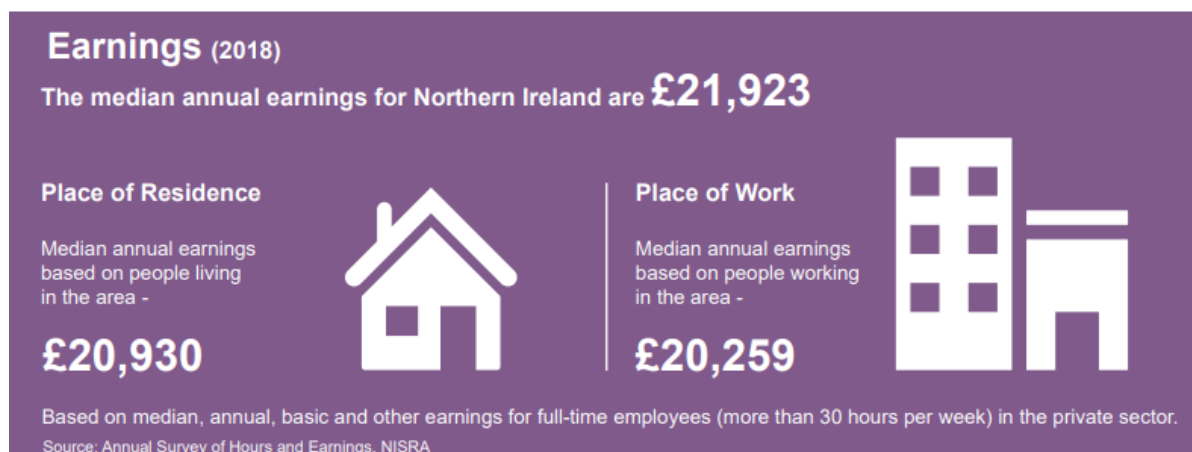 Earnings (2018)
The median annual earnings for Northern Ireland are £21,923
Place of Residence
Median annual earnings
based on people living
in the area -
£20,930
Place of Work
Median annual earnings
based on people working
in the area -
£20,259
Based on median, annual, basic and other earnings for full-time employees (more than 30 hours per week) in the private sector.
Source: Annual Survey of Hours and Earnings, NISRA